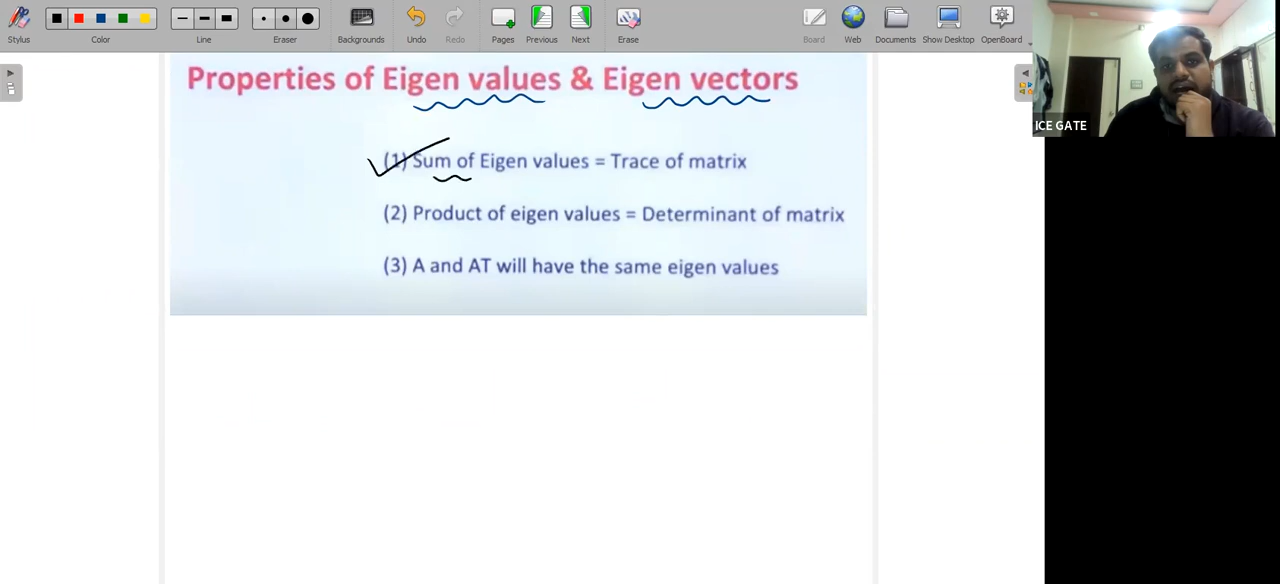 Stylus
Color
Line
Eraser
Backgrounds
Undo
Redo
Pages
Previous
Next
Erase
Board
Web
Documents
Show Desktop
OpenBoard
ICE GATE
Properties of Eigen values & Eigen vectors
(1) Sum of Eigen values = Trace of matrix
(2) Product of eigen values = Determinant of matrix
(3) A and AT will have the same eigen values